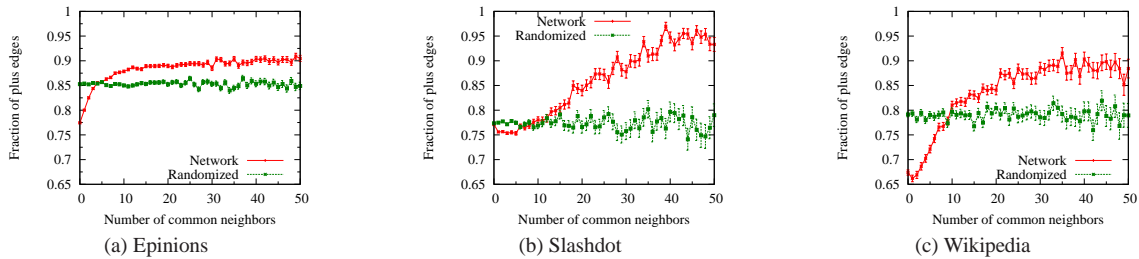 1
0.95
0.9
0.85
0.8
0.75
0.7
0.65
Fraction of plus edges
Network
Randomized
0 10 20 30 40 50
Number of common neighbors
(a) Epinions
1
0.95
0.9
0.85
0.8
0.75
0.7
0.65
Fraction of plus edges
Network
Randomized
0 10 20 30 40 50
Number of common neighbors
(b) Slashdot
1
0.95
0.9
0.85
0.8
0.75
0.7
0.65
Fraction of plus edges
Network
Randomized
0 10 20 30 40 50
Number of common neighbors
(c) Wikipedia